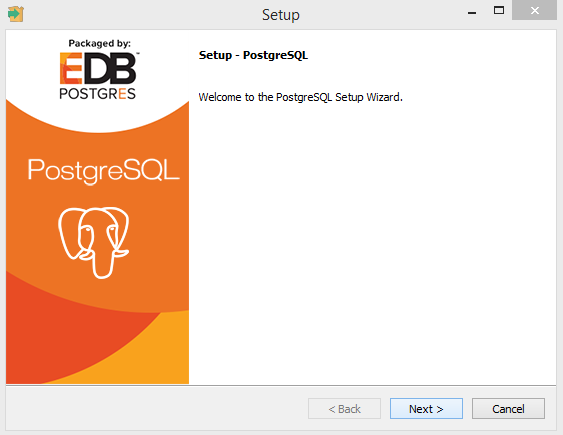 Setup
Packaged by:
EDB
POSTGRES
PostgreSQL
Setup - PostgreSQL
Welcome to the PostgreSQL Setup Wizard.
< Back
Next >
Cancel